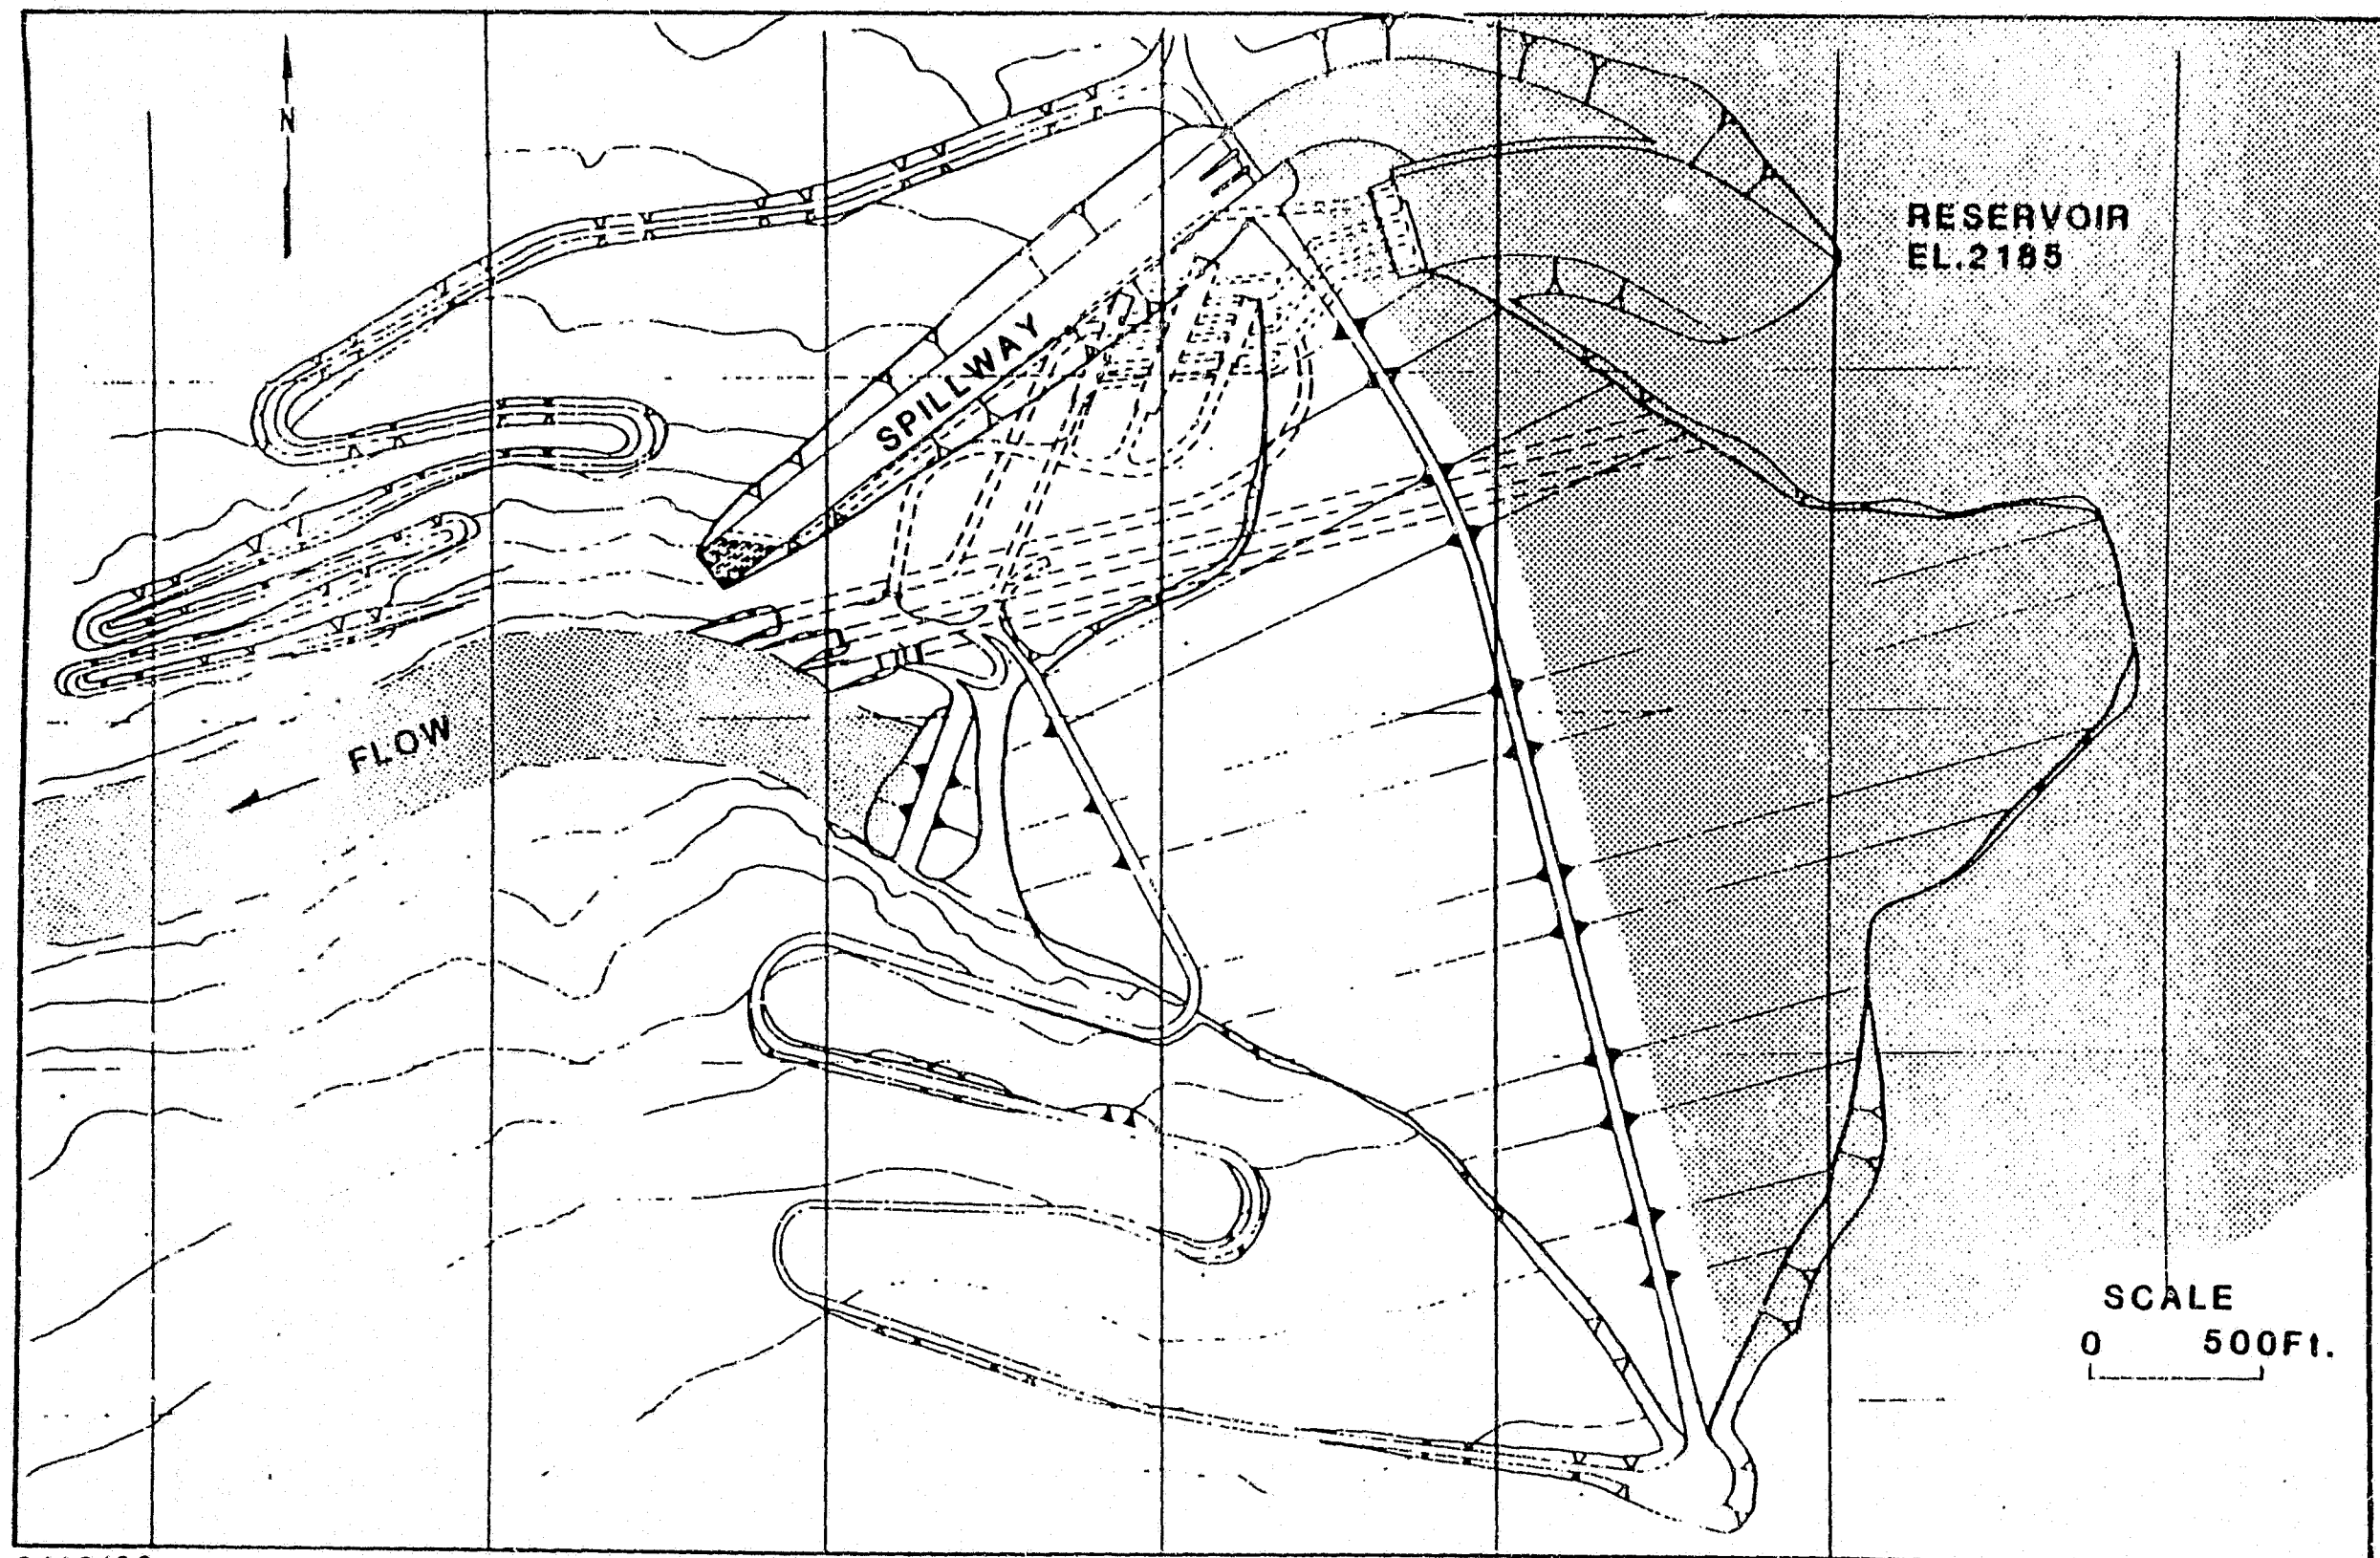 N
RESERVOIR
EL.2185
SPILLWAY
FLOW
SCALE
0 500Ft.